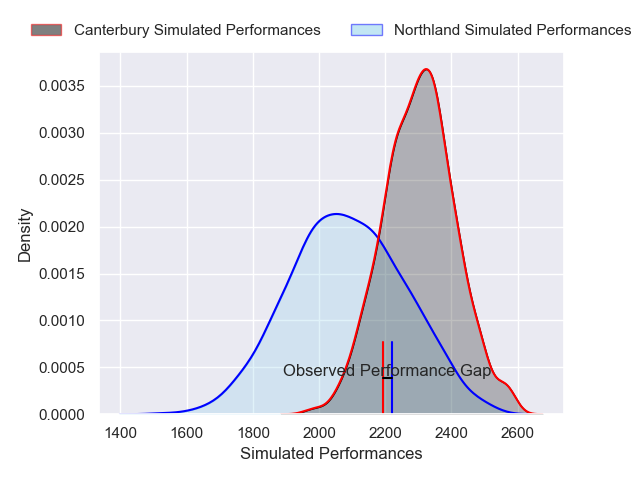 Canterbury Simulated Performances
Northland Simulated Performances
0.0035
0.0030
0.0025
0.0020
0.0015
0.0010
0.0005
0.0000
Density
Observed Performance Gap
1400 1600 1800 2000 2200 2400 2600
Simulated Performances